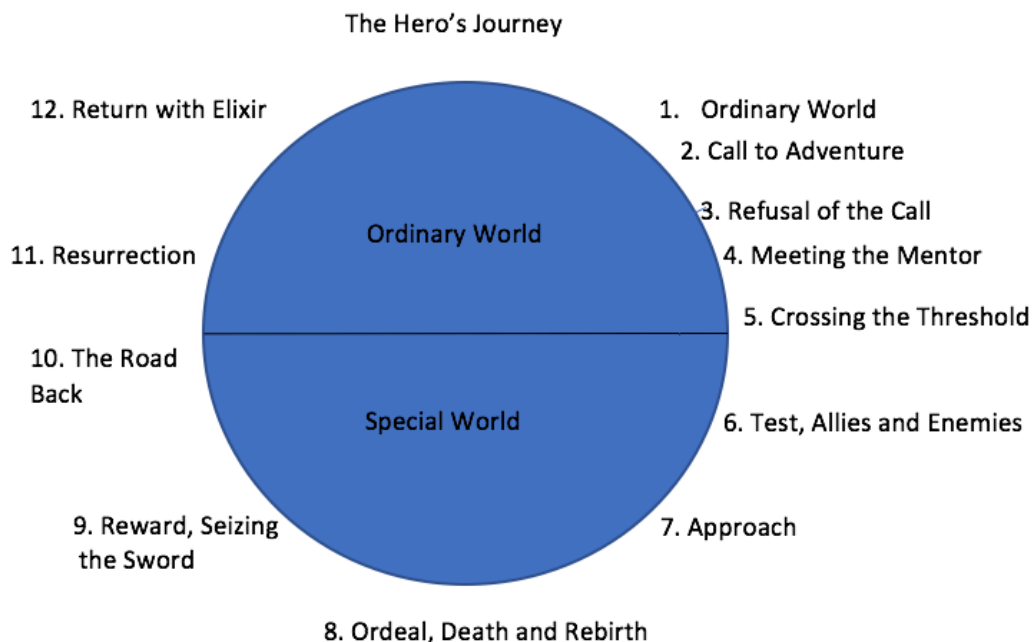 The Hero’s Journey
12. Return with Elixir
1. Ordinary World
2. Call to Adventure
3. Refusal of the Call
Ordinary World
11. Resurrection
4. Meeting the Mentor
5. Crossing the Threshold
10. The Road
Back
Special World
6. Test, Allies and Enemies
9. Reward, Seizing
the Sword
7. Approach
8. Ordeal, Death and Rebirth